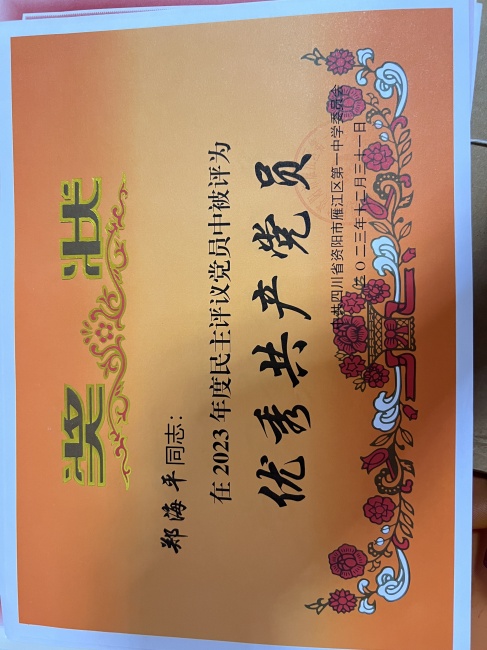 奖状
郑海平同志：
在2023年度民主评议党员中被评为
优秀共产党员
中共四川省资阳市雁江区第一中学委员会
二〇二三年十二月三十一日